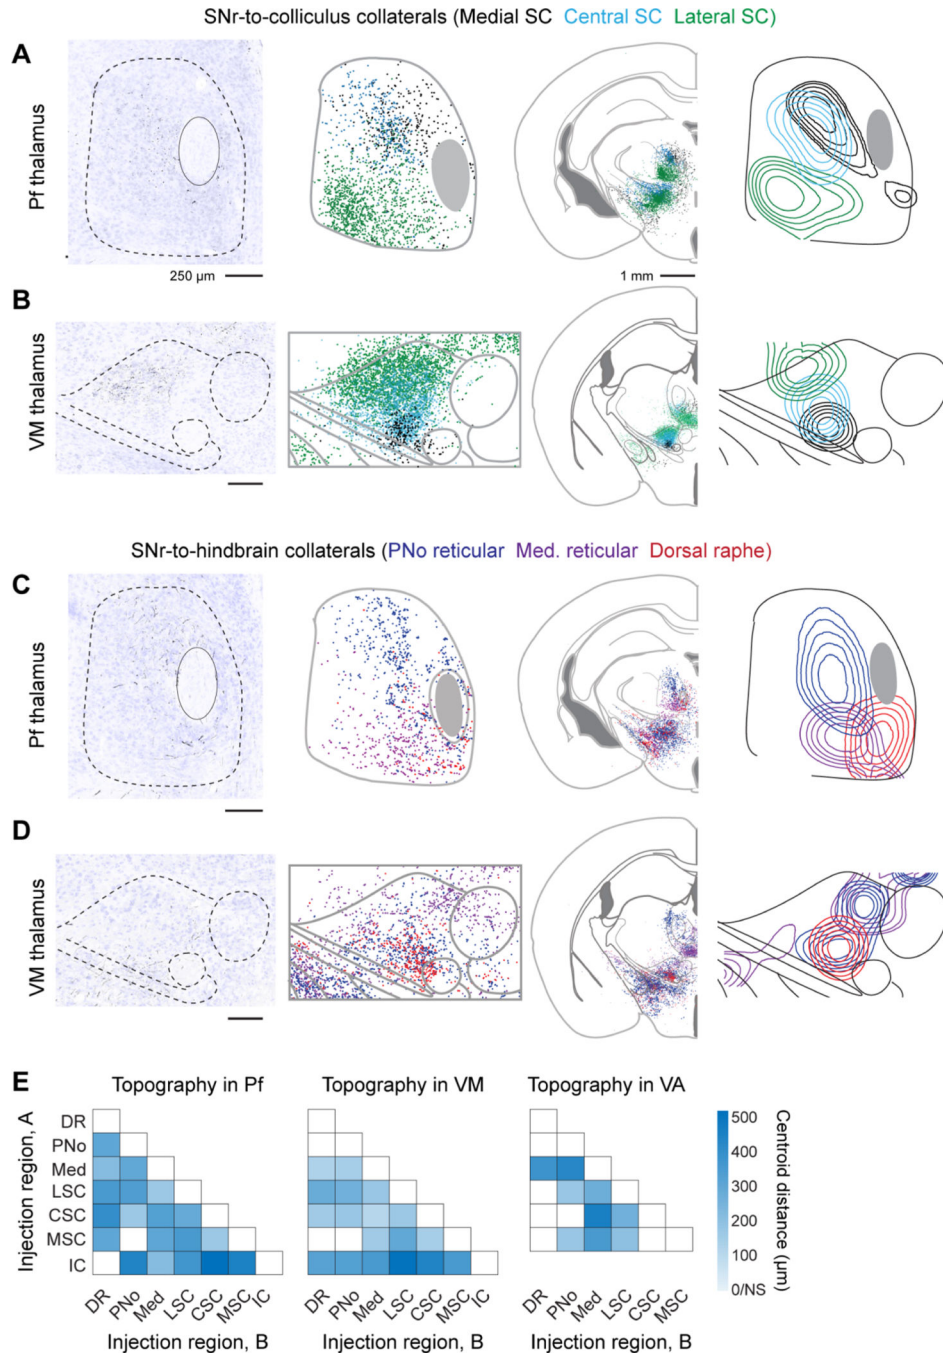 SNr-to-colliculus collaterals (Medial SC Central SC Lateral SC)
A
Pf thalamus
250 µm
1 mm
B
VM thalamus
SNr-to-hindbrain collaterals (PNo reticular Med. reticular Dorsal raphe)
C
Pf thalamus
D
VM thalamus
E
Topography in Pf
Topography in VM
Topography in VA
Injection region, A
DR
PNo
Med
LSC
CSC
MSC
IC
DR PNo Med LSC CSC MSC IC
DR PNo Med LSC CSC MSC IC
DR PNo Med LSC CSC MSC
Injection region, B
Injection region, B
Injection region, B
500
400
300
200
100
0/NS
Centroid distance (µm)